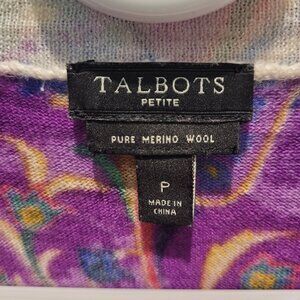 TALBOTS
PETITE
PURE MERINO WOOL
P
MADE IN
CHINA